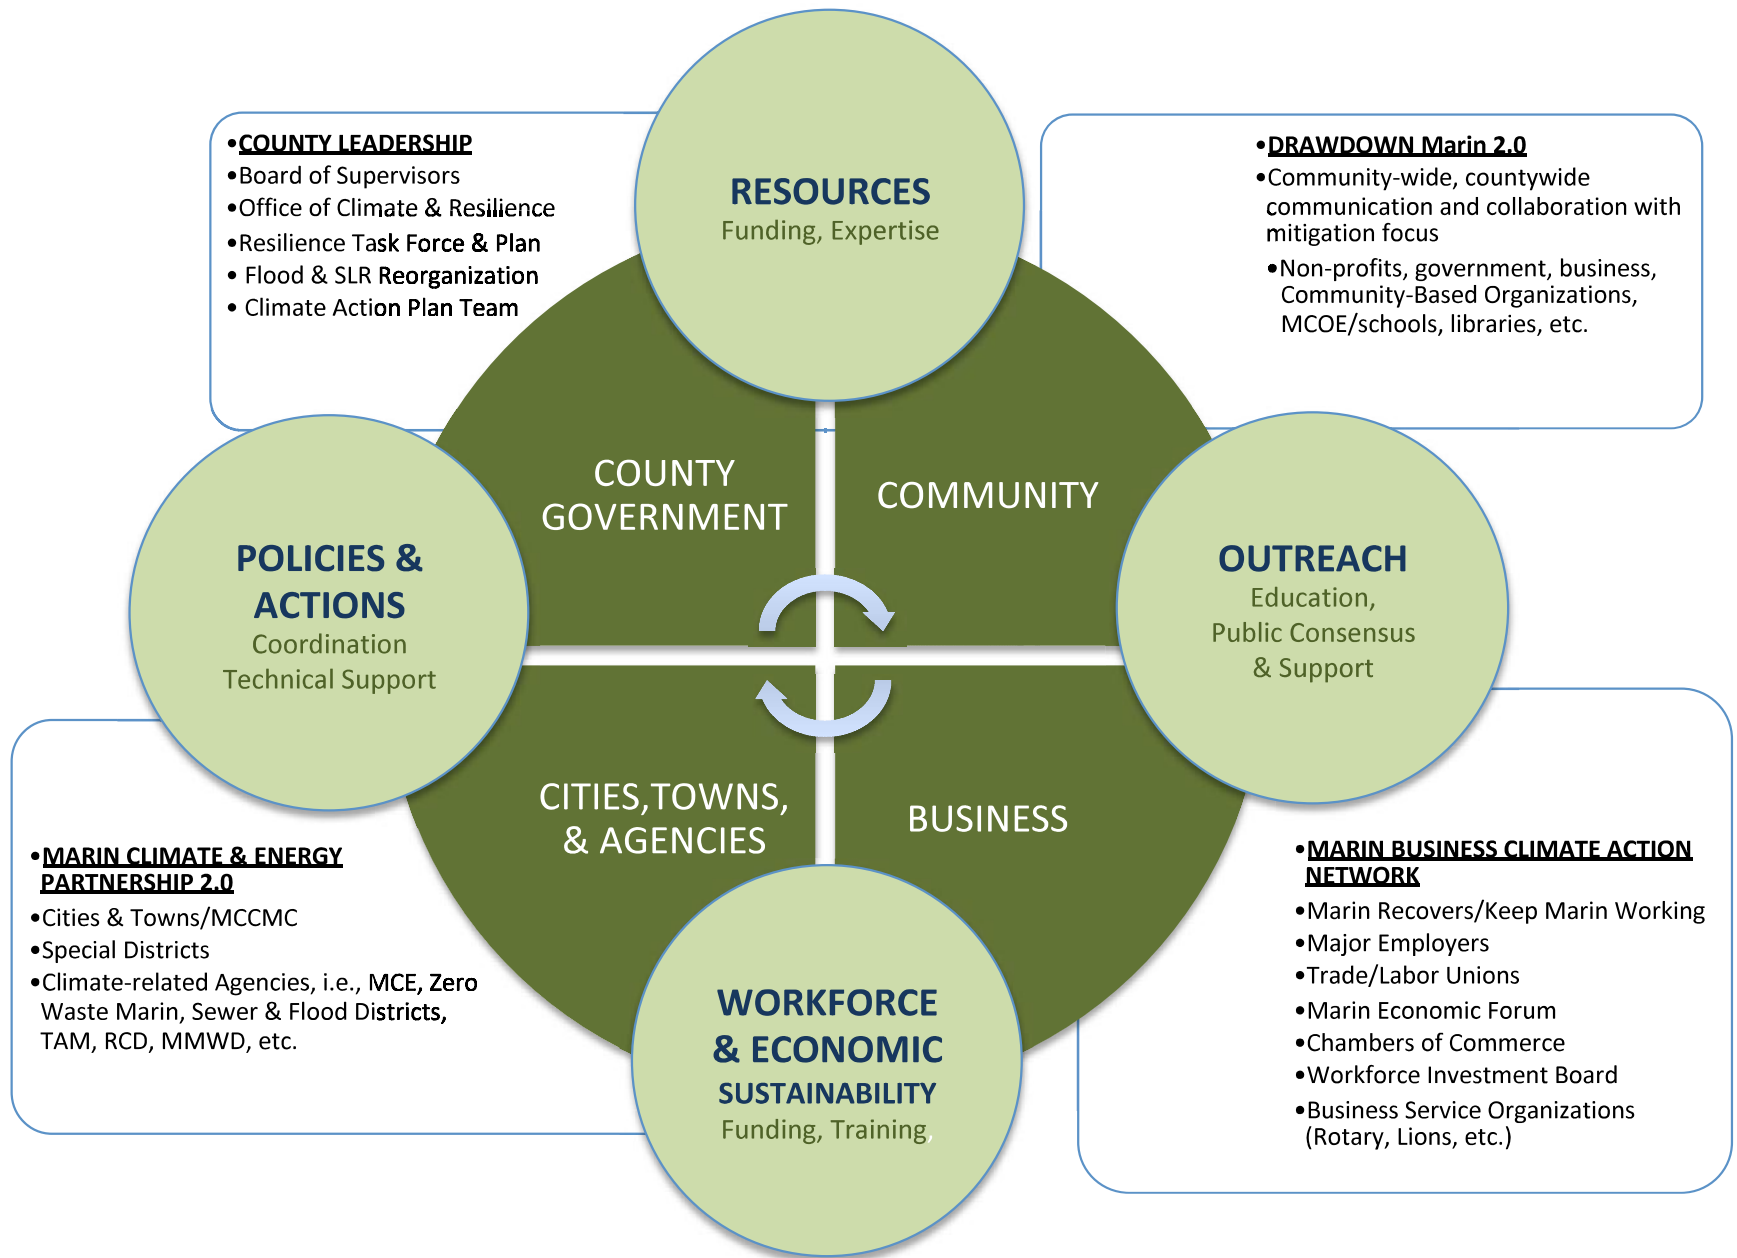 •COUNTY LEADERSHIP
•Board of Supervisors
•Office of Climate & Resilience
•Resilience Task Force & Plan
• Flood & SLR Reorganization
• Climate Action Plan Team
RESOURCES
Funding, Expertise
•DRAWDOWN Marin 2.0
•Community-wide, countywide
communication and collaboration with
mitigation focus
•Non-profits, government, business,
Community-Based Organizations,
MCOE/schools, libraries, etc.
COUNTY
GOVERNMENT
COMMUNITY
POLICIES &
ACTIONS
Coordination
Technical Support
OUTREACH
Education,
Public Consensus
& Support
CITIES,TOWNS,
& AGENCIES
BUSINESS
•MARIN CLIMATE & ENERGY
PARTNERSHIP 2.0
•Cities & Towns/MCCMC
•Special Districts
•Climate-related Agencies, i.e., MCE, Zero
Waste Marin, Sewer & Flood Districts,
TAM, RCD, MMWD, etc.
WORKFORCE
& ECONOMIC
SUSTAINABILITY
Funding, Training,
•MARIN BUSINESS CLIMATE ACTION
NETWORK
•Marin Recovers/Keep Marin Working
•Major Employers
•Trade/Labor Unions
•Marin Economic Forum
•Chambers of Commerce
•Workforce Investment Board
•Business Service Organizations
(Rotary, Lions, etc.)